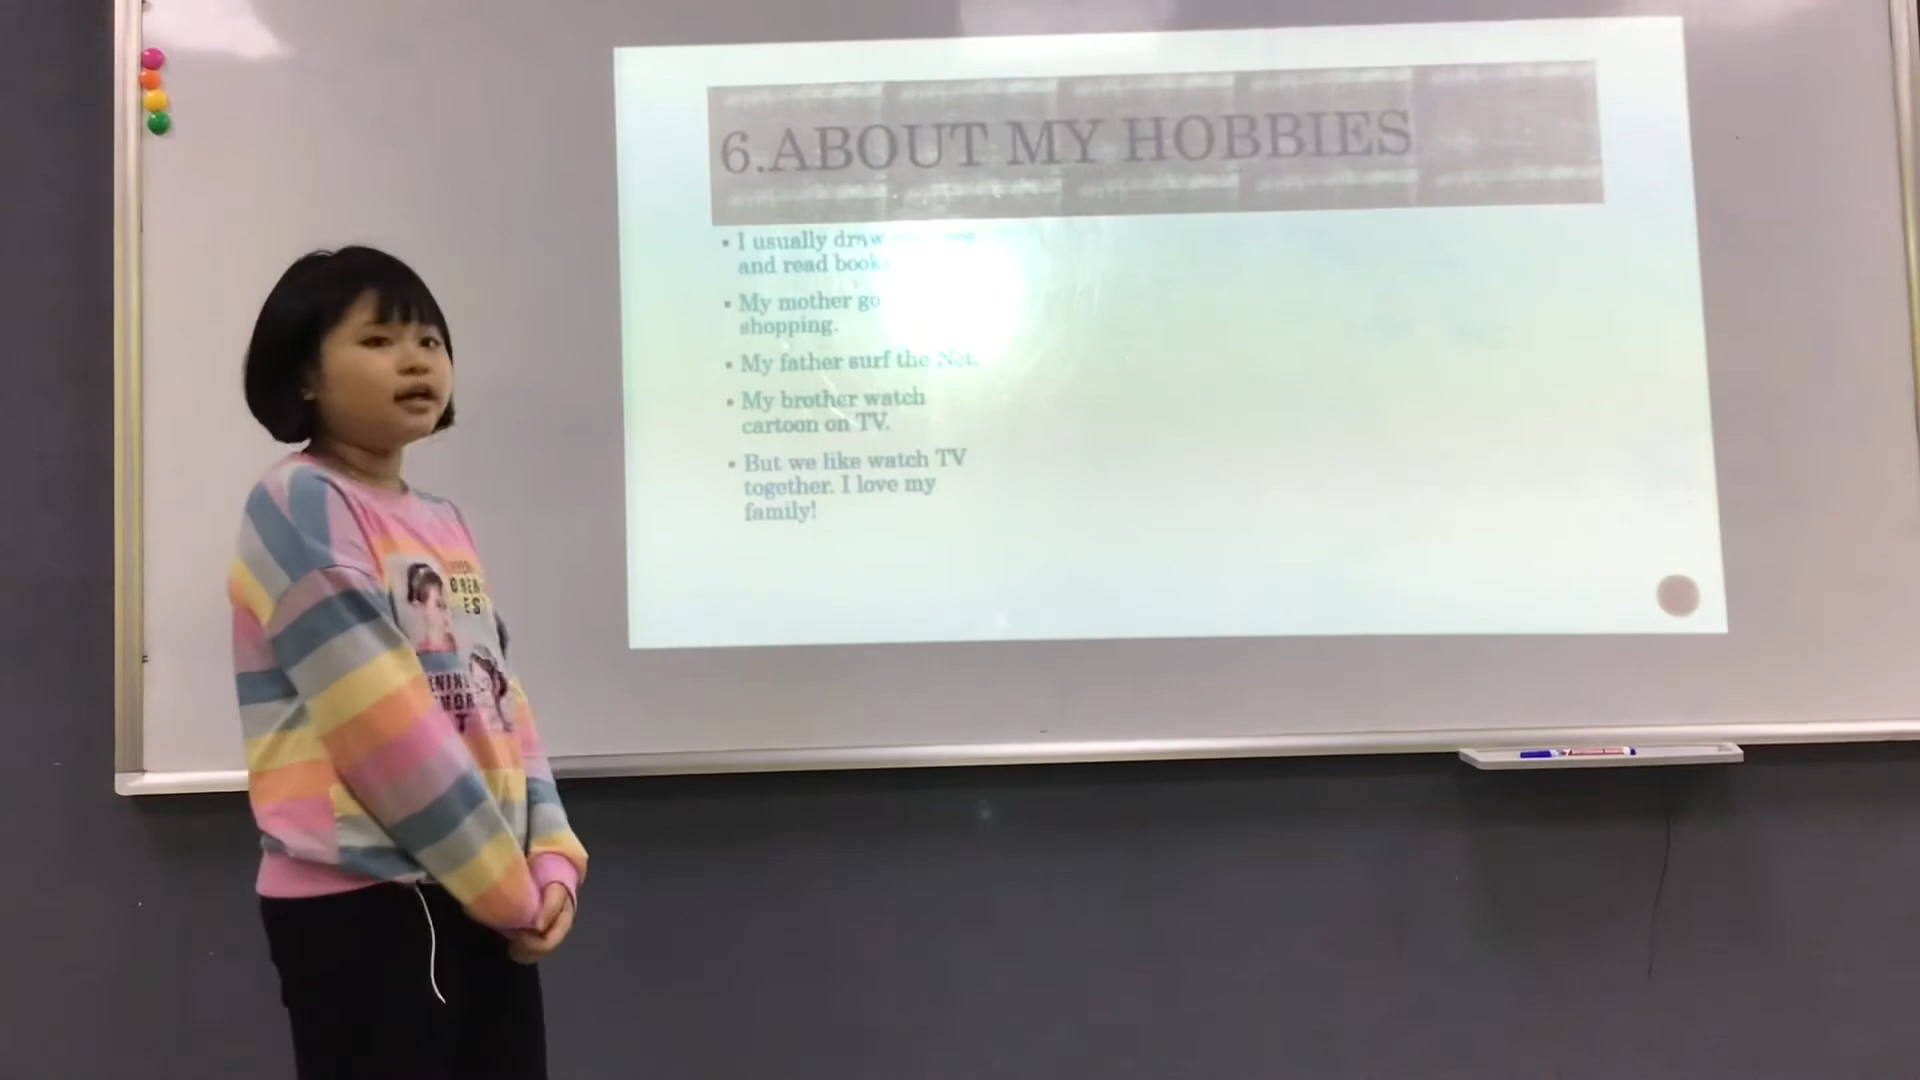 6.ABOUT MY HOBBIES
▪ I usually draw
and read book
▪ My mother go
shopping.
▪ My father surf the Net.
▪ My brother watch
cartoon on TV.
▪ But we like watch TV
together. I love my
family!